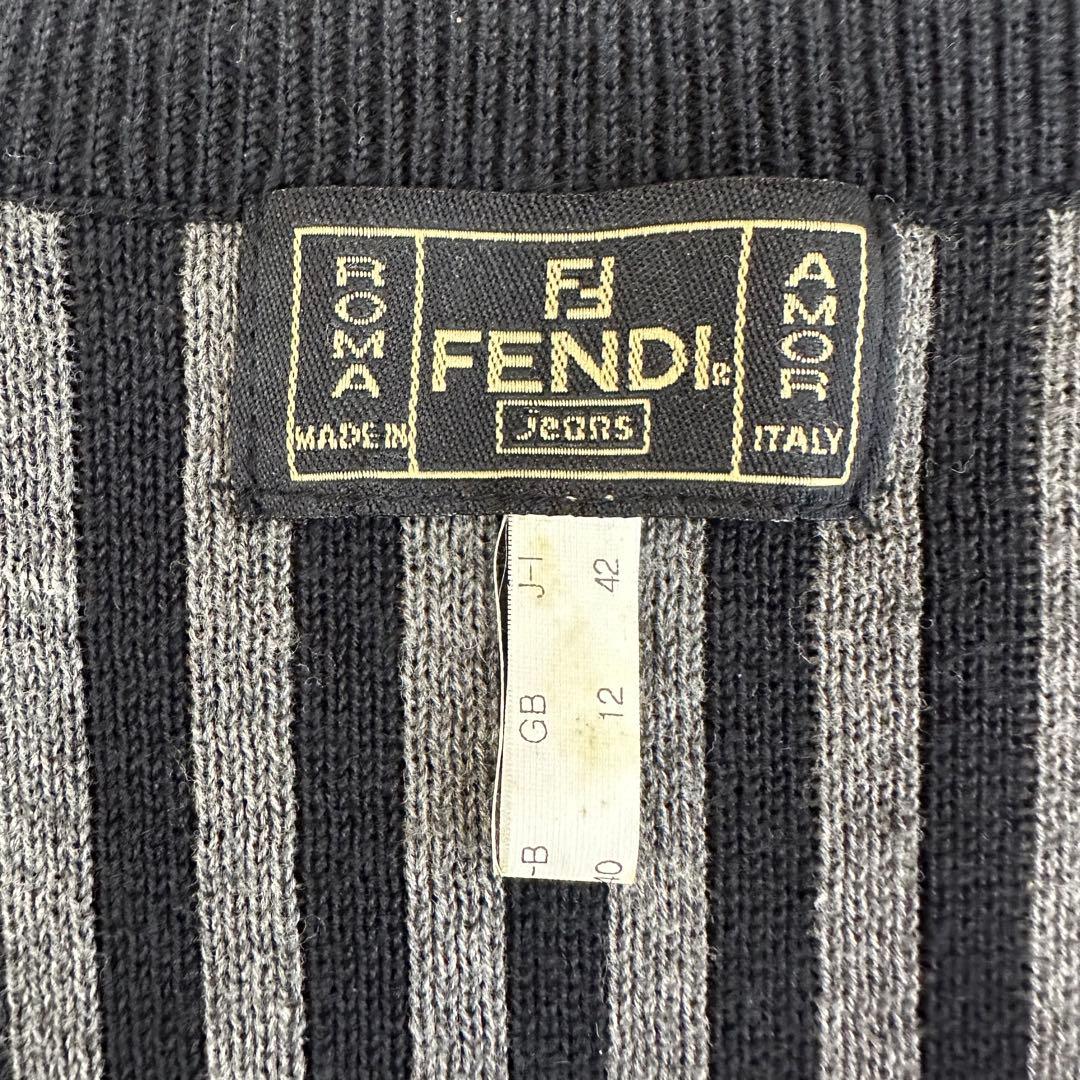 ROMA
MADE IN
FF
FENDI®
Jeans
AMOR
ITALY
J-I 42
GB 12
-B 40